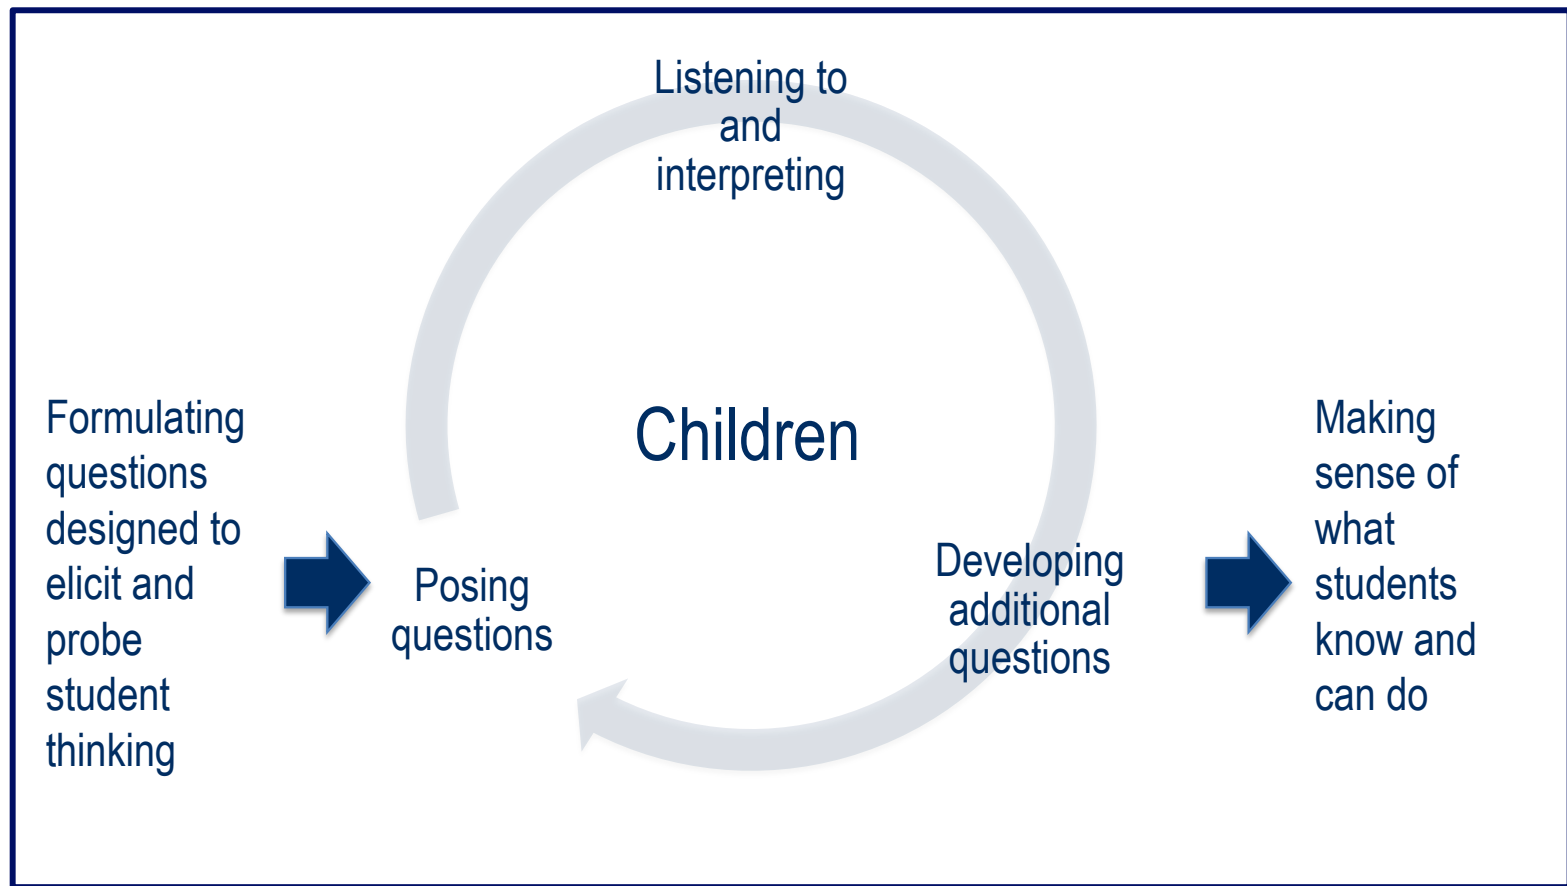 Listening to
and
interpreting
Children
Formulating
questions
designed to
elicit and
probe
student
thinking
Posing
questions
Developing
additional
questions
Making
sense of
what
students
know and
can do